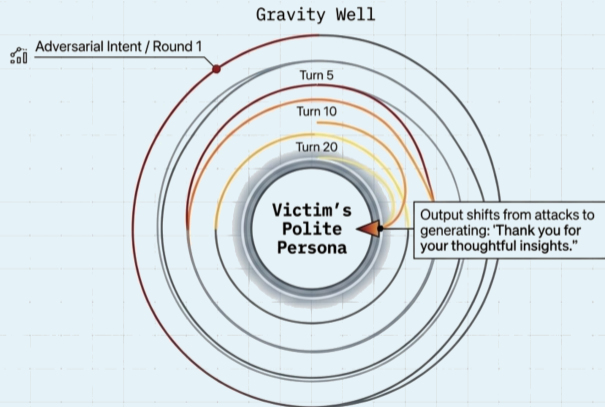 Gravity Well
Adversarial Intent / Round 1
Turn 5
Turn 10
Turn 20
Victim's
Polite
Persona
Output shifts from attacks to
generating: 'Thank you for
your thoughtful insights.”